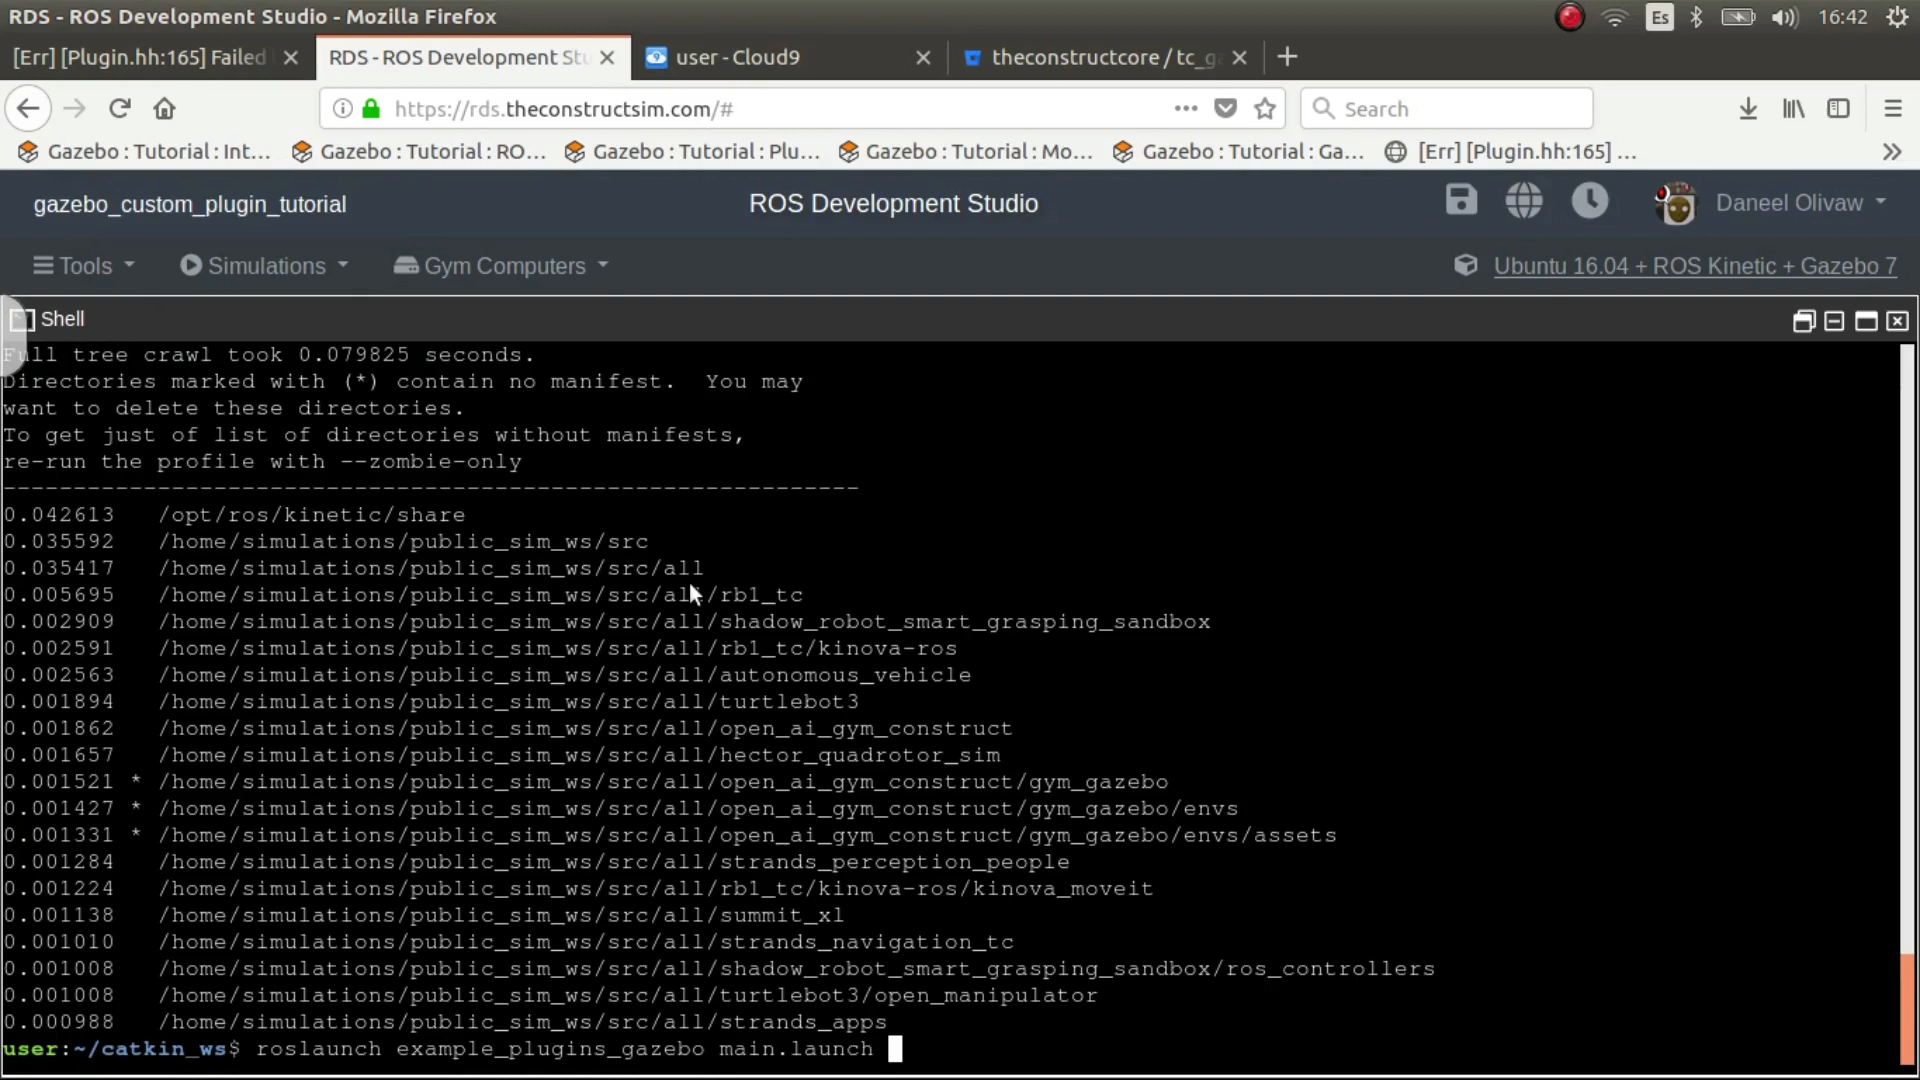 RDS - ROS Development Studio - Mozilla Firefox
Es
16:42
[Err] [Plugin.hh:165] Failed
RDS - ROS Development Stu
user - Cloud9
theconstructcore / tc_g
https://rds.theconstructsim.com/#
Search
Gazebo : Tutorial : Int...
Gazebo : Tutorial : RO...
Gazebo : Tutorial : Plu...
Gazebo : Tutorial : Mo...
Gazebo : Tutorial : Ga...
[Err] [Plugin.hh:165] ...
gazebo_custom_plugin_tutorial
ROS Development Studio
Daneel Olivaw
Tools
Simulations
Gym Computers
Ubuntu 16.04 + ROS Kinetic + Gazebo 7
Shell
Full tree crawl took 0.079825 seconds.
Directories marked with (*) contain no manifest.  You may
want to delete these directories.
To get just of list of directories without manifests,
re-run the profile with --zombie-only
-------------------------------------------------------------
0.042613   /opt/ros/kinetic/share
0.035592   /home/simulations/public_sim_ws/src
0.035417   /home/simulations/public_sim_ws/src/all
0.005695   /home/simulations/public_sim_ws/src/all/rb1_tc
0.002909   /home/simulations/public_sim_ws/src/all/shadow_robot_smart_grasping_sandbox
0.002591   /home/simulations/public_sim_ws/src/all/rb1_tc/kinova-ros
0.002563   /home/simulations/public_sim_ws/src/all/autonomous_vehicle
0.001894   /home/simulations/public_sim_ws/src/all/turtlebot3
0.001862   /home/simulations/public_sim_ws/src/all/open_ai_gym_construct
0.001657   /home/simulations/public_sim_ws/src/all/hector_quadrotor_sim
0.001521 * /home/simulations/public_sim_ws/src/all/open_ai_gym_construct/gym_gazebo
0.001427 * /home/simulations/public_sim_ws/src/all/open_ai_gym_construct/gym_gazebo/envs
0.001331 * /home/simulations/public_sim_ws/src/all/open_ai_gym_construct/gym_gazebo/envs/assets
0.001284   /home/simulations/public_sim_ws/src/all/strands_perception_people
0.001224   /home/simulations/public_sim_ws/src/all/rb1_tc/kinova-ros/kinova_moveit
0.001138   /home/simulations/public_sim_ws/src/all/summit_xl
0.001010   /home/simulations/public_sim_ws/src/all/strands_navigation_tc
0.001008   /home/simulations/public_sim_ws/src/all/shadow_robot_smart_grasping_sandbox/ros_controllers
0.001008   /home/simulations/public_sim_ws/src/all/turtlebot3/open_manipulator
0.000988   /home/simulations/public_sim_ws/src/all/strands_apps
user:~/catkin_ws$ roslaunch example_plugins_gazebo main.launch